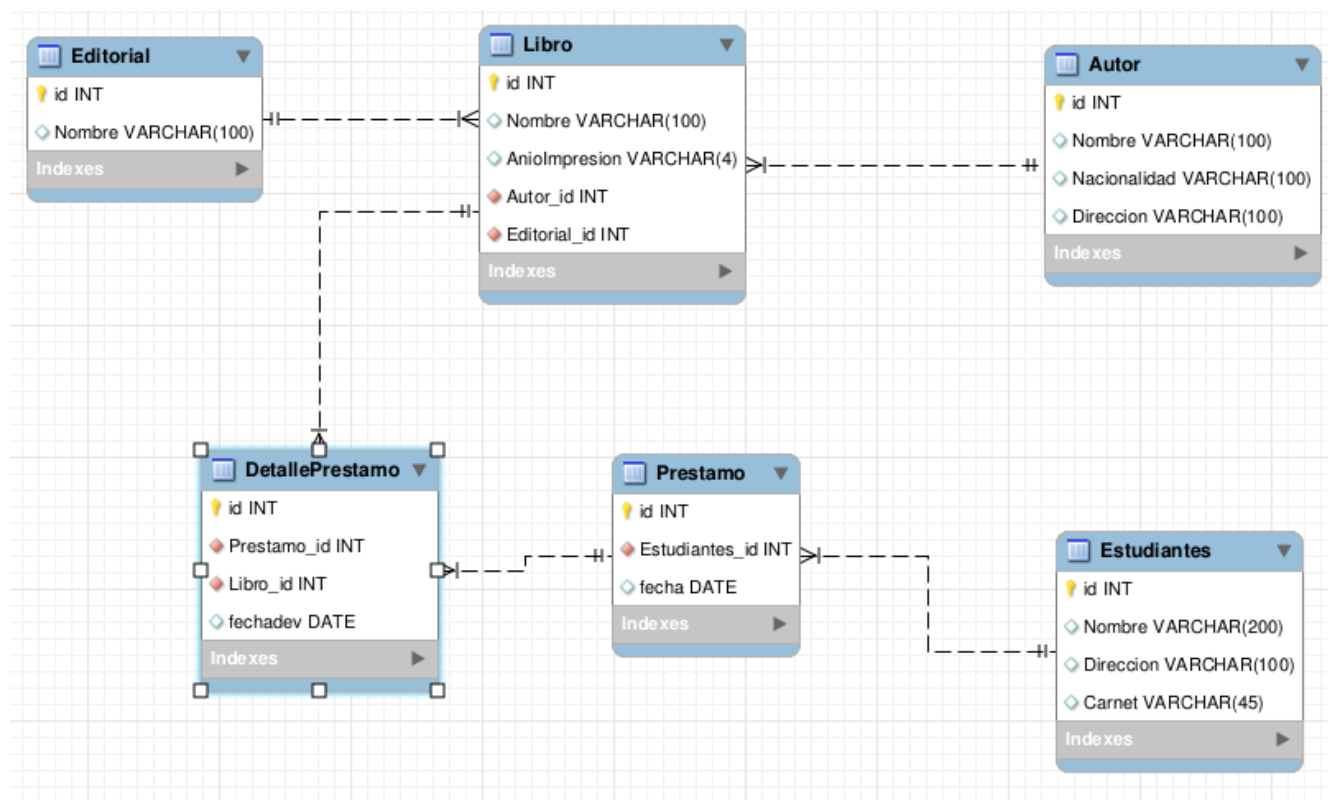 Editorial
id INT
Nombre VARCHAR(100)
Indexes
Libro
id INT
Nombre VARCHAR(100)
AnioImpresion VARCHAR(4)
Autor_id INT
Editorial_id INT
Indexes
Autor
id INT
Nombre VARCHAR(100)
Nacionalidad VARCHAR(100)
Direccion VARCHAR(100)
Indexes
DetallePrestamo
id INT
Prestamo_id INT
Libro_id INT
fechadev DATE
Indexes
Prestamo
id INT
Estudiantes_id INT
fecha DATE
Indexes
Estudiantes
id INT
Nombre VARCHAR(200)
Direccion VARCHAR(100)
Carnet VARCHAR(45)
Indexes